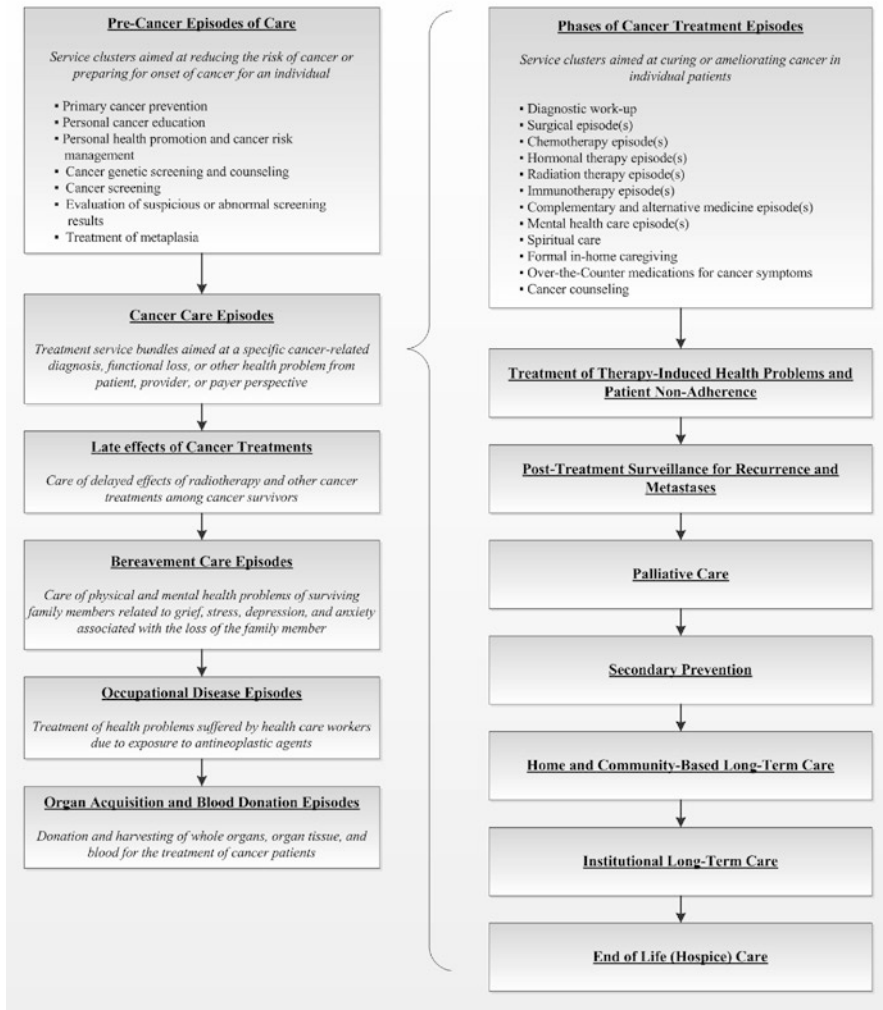 Pre-Cancer Episodes of Care
Service clusters aimed at reducing the risk of cancer or
preparing for onset of cancer for an individual
▪ Primary cancer prevention
▪ Personal cancer education
▪ Personal health promotion and cancer risk
management
▪ Cancer genetic screening and counseling
▪ Cancer screening
▪ Evaluation of suspicious or abnormal screening
results
▪ Treatment of metaplasia
Cancer Care Episodes
Treatment service bundles aimed at a specific cancer-related
diagnosis, functional loss, or other health problem from
patient, provider, or payer perspective
Late effects of Cancer Treatments
Care of delayed effects of radiotherapy and other cancer
treatments among cancer survivors
Bereavement Care Episodes
Care of physical and mental health problems of surviving
family members related to grief, stress, depression, and anxiety
associated with the loss of the family member
Occupational Disease Episodes
Treatment of health problems suffered by health care workers
due to exposure to antineoplastic agents
Organ Acquisition and Blood Donation Episodes
Donation and harvesting of whole organs, organ tissue, and
blood for the treatment of cancer patients
Phases of Cancer Treatment Episodes
Service clusters aimed at curing or ameliorating cancer in
individual patients
• Diagnostic work-up
• Surgical episode(s)
• Chemotherapy episode(s)
• Hormonal therapy episode(s)
• Radiation therapy episode(s)
• Immunotherapy episode(s)
• Complementary and alternative medicine episode(s)
• Mental health care episode(s)
• Spiritual care
• Formal in-home caregiving
• Over-the-Counter medications for cancer symptoms
• Cancer counseling
Treatment of Therapy-Induced Health Problems and
Patient Non-Adherence
Post-Treatment Surveillance for Recurrence and
Metastases
Palliative Care
Secondary Prevention
Home and Community-Based Long-Term Care
Institutional Long-Term Care
End of Life (Hospice) Care